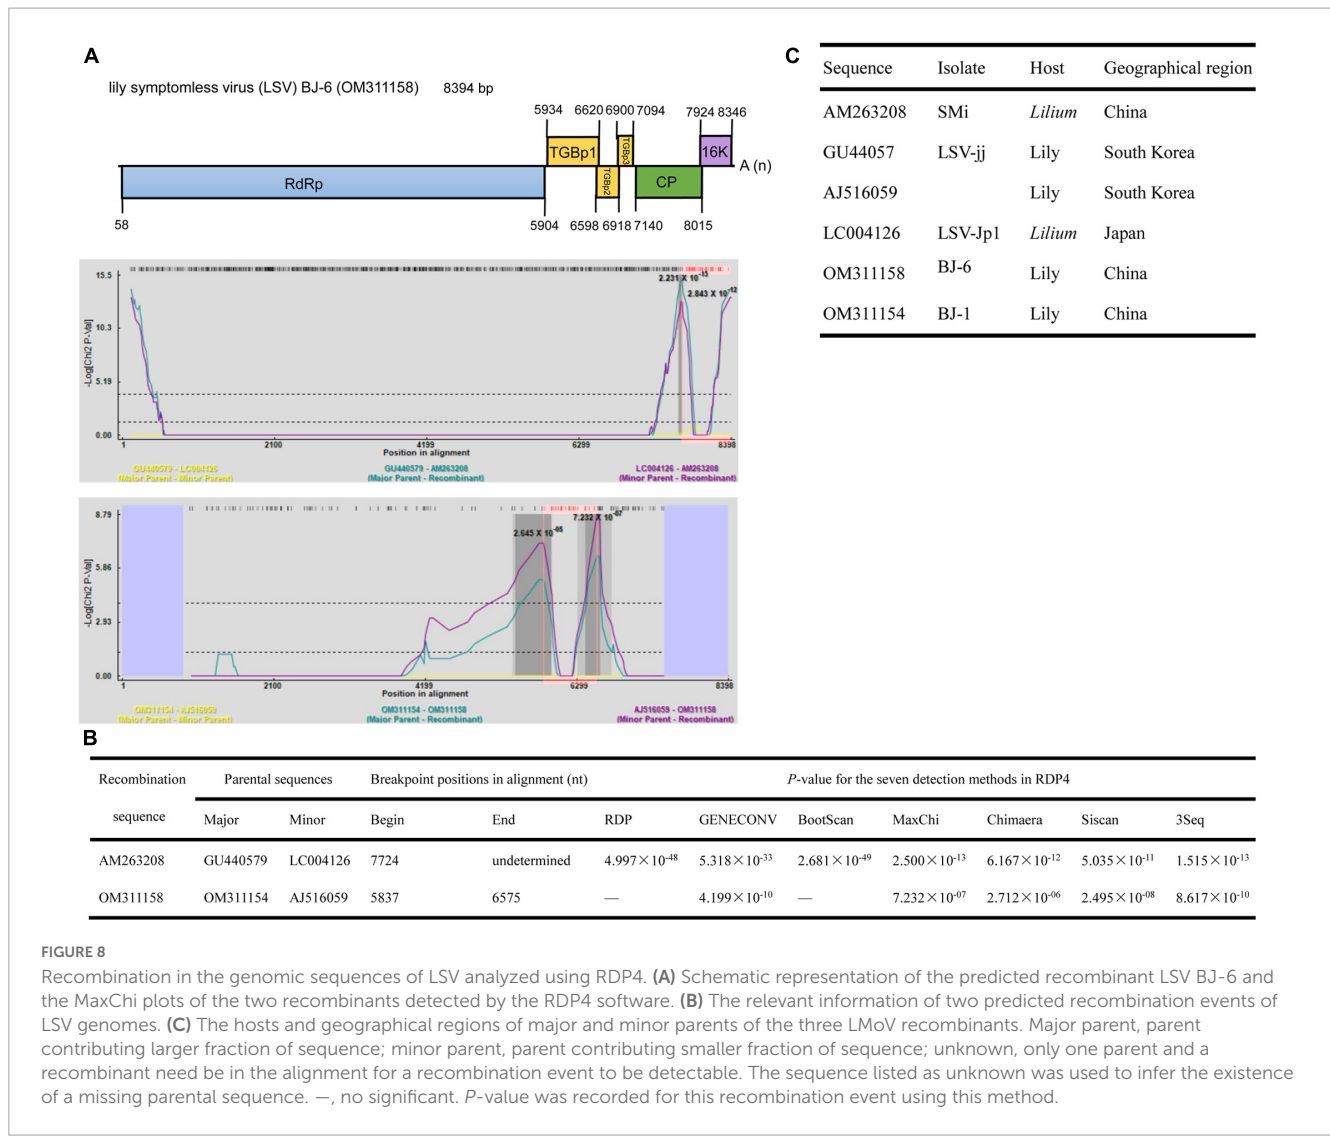 A
lily symptomless virus (LSV) BJ-6 (OM311158) 8394 bp
5934 6620 6900 7094 7924 8346
TGBp1 TGBp3 16K
A (n)
RdRp TGBp2 CP
58 5904 6598 6918 7140 8015
15.5
10.3
5.19
0.00
-Log[Chi2 P-Val]
2.231 X 10-13
2.843 X 10-12
1 2100 4199 6299 8398
Position in alignment
GU440579 - LC004126 GU440579 - AM263208 LC004126 - AM263208
(Major Parent - Minor Parent) (Major Parent - Recombinant) (Minor Parent - Recombinant)
8.79
5.86
2.93
0.00
-Log[Chi2 P-Val]
7.232 X 10-07
2.645 X 10-05
1 2100 4199 6299 8398
Position in alignment
OM311154 - AJ516059 OM311154 - OM311158 AJ516059 - OM311158
(Major Parent - Minor Parent) (Major Parent - Recombinant) (Minor Parent - Recombinant)
C
Sequence Isolate Host Geographical region
AM263208 SMi Lilium China
GU44057 LSV-jj Lily South Korea
AJ516059 Lily South Korea
LC004126 LSV-Jp1 Lilium Japan
OM311158 BJ-6 Lily China
OM311154 BJ-1 Lily China
B
Recombination Parental sequences Breakpoint positions in alignment (nt) P-value for the seven detection methods in RDP4
sequence Major Minor Begin End RDP GENECONV BootScan MaxChi Chimaera Siscan 3Seq
AM263208 GU440579 LC004126 7724 undetermined 4.997×10-48 5.318×10-33 2.681×10-49 2.500×10-13 6.167×10-12 5.035×10-11 1.515×10-13
OM311158 OM311154 AJ516059 5837 6575 — 4.199×10-10 — 7.232×10-07 2.712×10-06 2.495×10-08 8.617×10-10
FIGURE 8
Recombination in the genomic sequences of LSV analyzed using RDP4. (A) Schematic representation of the predicted recombinant LSV BJ-6 and
the MaxChi plots of the two recombinants detected by the RDP4 software. (B) The relevant information of two predicted recombination events of
LSV genomes. (C) The hosts and geographical regions of major and minor parents of the three LMoV recombinants. Major parent, parent
contributing larger fraction of sequence; minor parent, parent contributing smaller fraction of sequence; unknown, only one parent and a
recombinant need be in the alignment for a recombination event to be detectable. The sequence listed as unknown was used to infer the existence
of a missing parental sequence. —, no significant. P-value was recorded for this recombination event using this method.